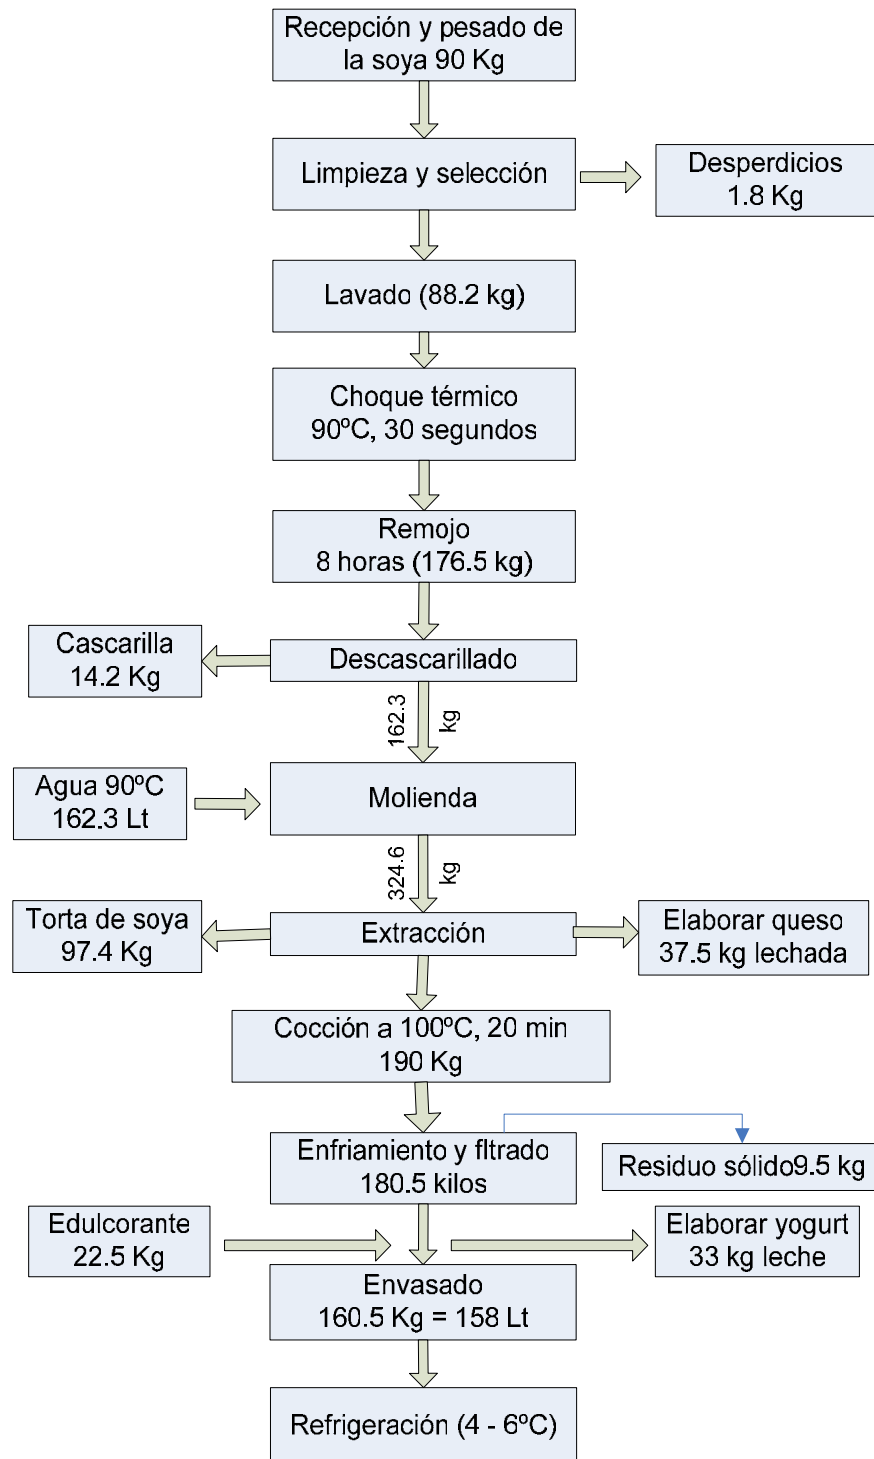 Recepción y pesado de
la soya 90 Kg
Limpieza y selección
Desperdicios
1.8 Kg
Lavado (88.2 kg)
Choque térmico
90ºC, 30 segundos
Remojo
8 horas (176.5 kg)
Cascarilla
14.2 Kg
Descascarillado
162.3
kg
Agua 90ºC
162.3 Lt
Molienda
324.6
kg
Torta de soya
97.4 Kg
Extracción
Elaborar queso
37.5 kg lechada
Cocción a 100ºC, 20 min
190 Kg
Enfriamiento y fltrado
180.5 kilos
Residuo sólido9.5 kg
Edulcorante
22.5 Kg
Elaborar yogurt
33 kg leche
Envasado
160.5 Kg = 158 Lt
Refrigeración (4 - 6ºC)